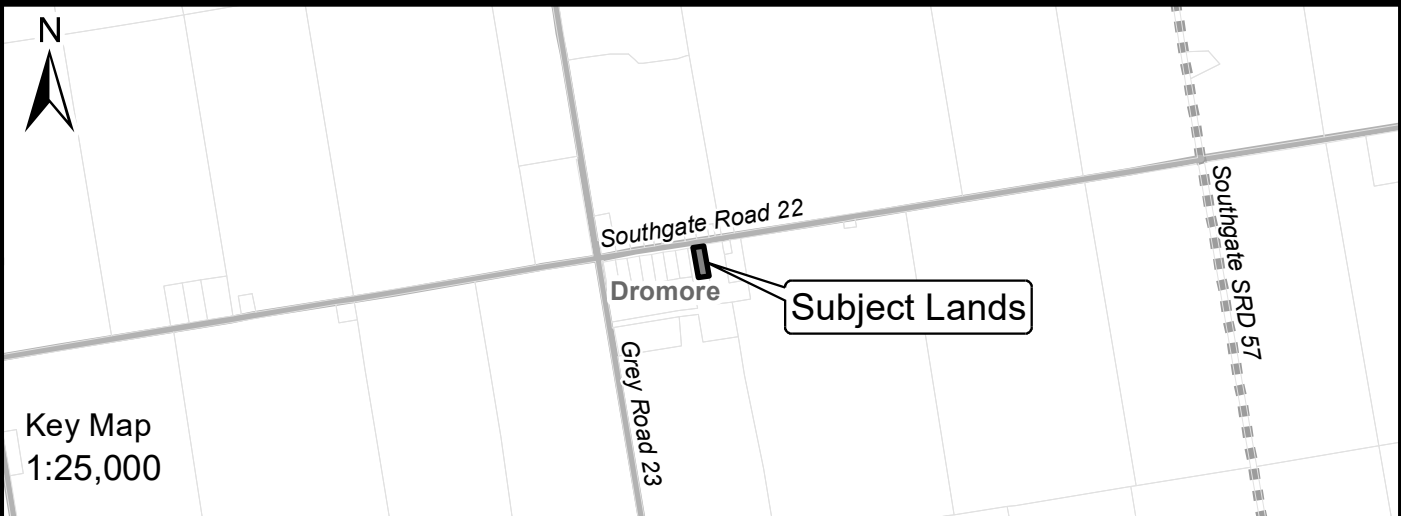 N
Southgate Road 22
Southgate SRD 57
Dromore
Subject Lands
Grey Road 23
Key Map
1:25,000